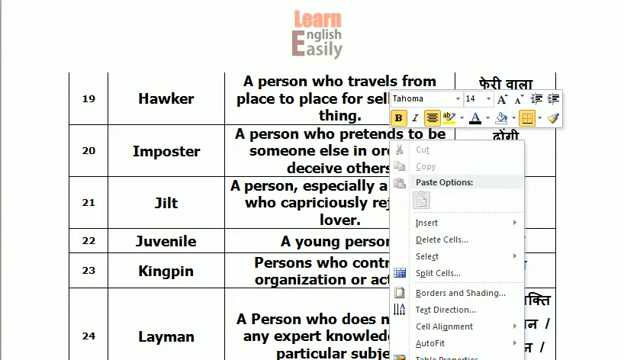 Learn
English
Easily
19 Hawker A person who travels from
place to place for sel
thing.
फेरी वाला
Tahoma 14
20 Imposter A person who pretends to be
someone else in or
deceive others
ढोंगी
Cut
Copy
Paste Options:
21 Jilt A person, especially a
who capriciously rej
lover.
Insert
Delete Cells...
22 Juvenile A young person
Select
23 Kingpin Persons who contr
organization or act
Split Cells...
Borders and Shading...
Text Direction...
24 Layman A Person who does n
any expert knowled
particular subje
Cell Alignment
AutoFit
Table Properties...